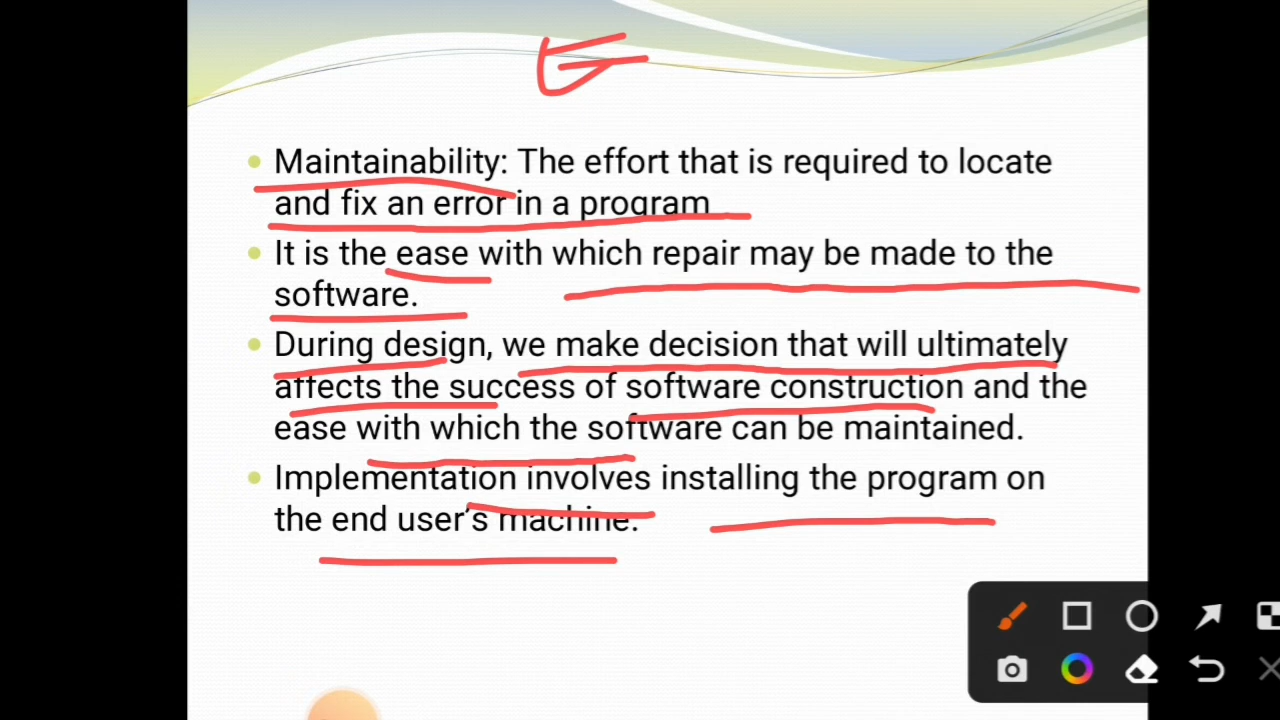 Maintainability: The effort that is required to locate
and fix an error in a program
It is the ease with which repair may be made to the
software.
During design, we make decision that will ultimately
affects the success of software construction and the
ease with which the software can be maintained.
Implementation involves installing the program on
the end user's machine.